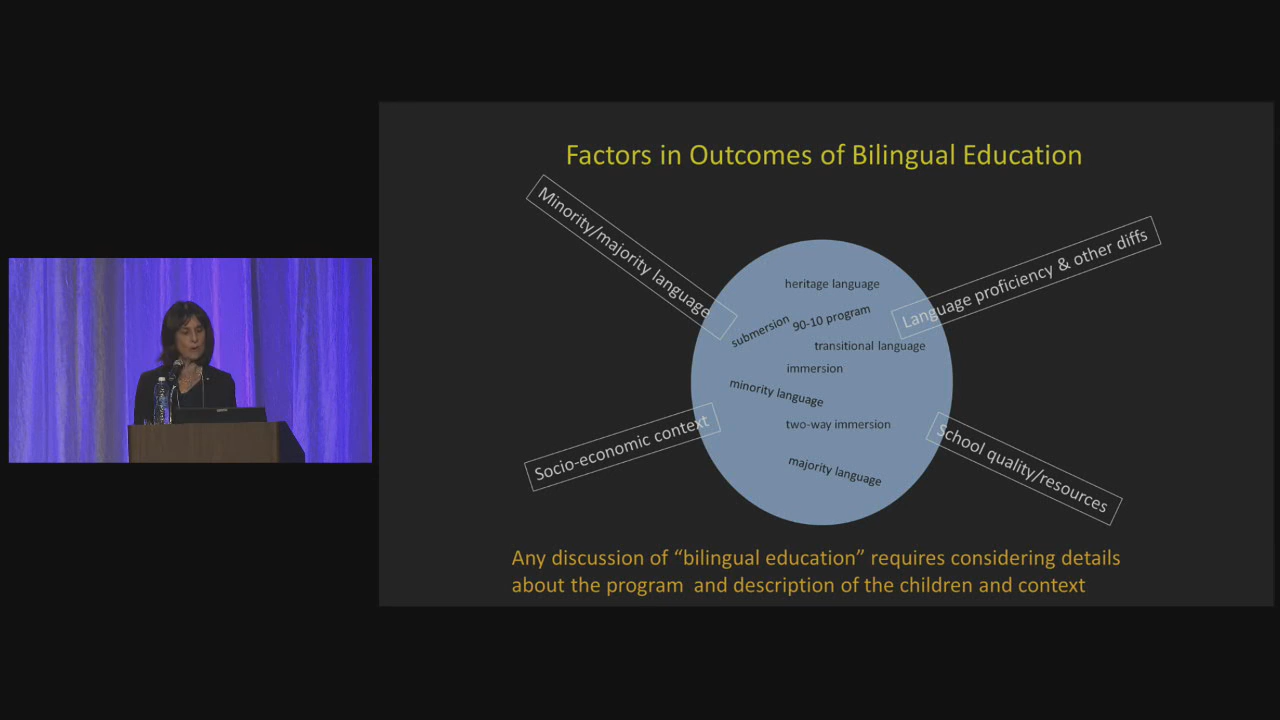 Factors in Outcomes of Bilingual Education
Minority/majority language
Language proficiency & other diffs
heritage language
submersion
90-10 program
transitional language
immersion
minority language
two-way immersion
majority language
Socio-economic context
School quality/resources
Any discussion of “bilingual education” requires considering details
about the program and description of the children and context